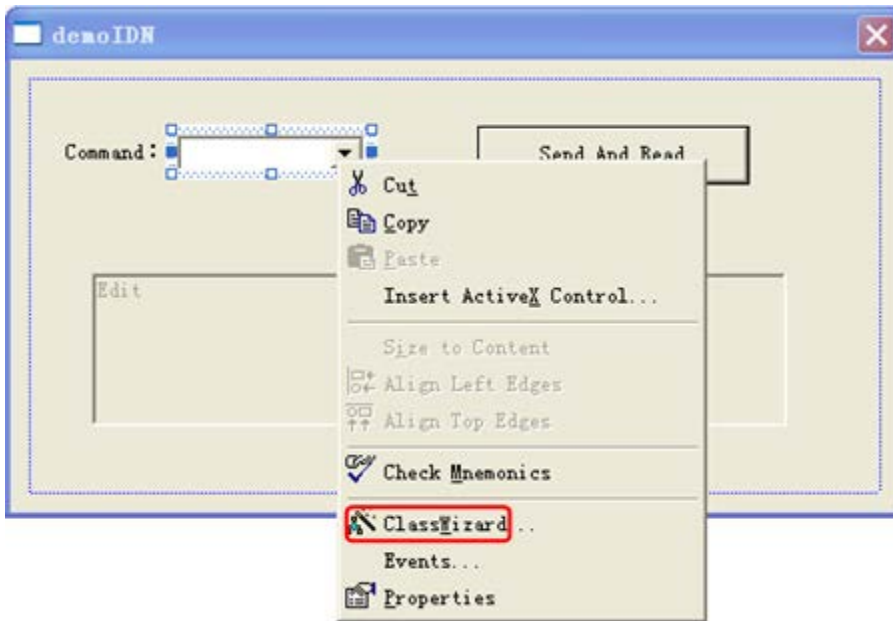 demoIDN
Command:
Send And Read
Edit
Cut
Copy
Paste
Insert ActiveX Control...
Size to Content
Align Left Edges
Align Top Edges
Check Mnemonics
ClassWizard...
Events...
Properties